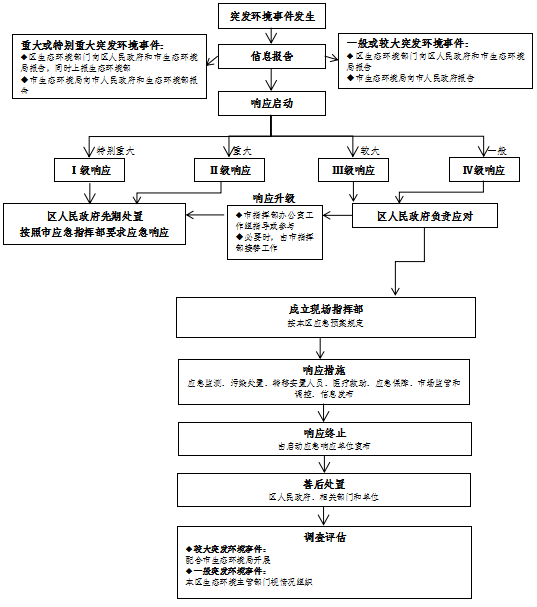 突发环境事件发生
重大或特别重大突发环境事件：
◆区生态环境部门向区人民政府和市生态环境
局报告，同时上报生态环境部
◆市生态环境局向市人民政府和生态环境部报
告
信息报告
一般或较大突发环境事件：
◆区生态环境部门向区人民政府和市生态环境
局报告
◆市生态环境局向市人民政府报告
响应启动
特别重大
重大
较大
一般
Ⅰ级响应
Ⅱ级响应
Ⅲ级响应
Ⅳ级响应
区人民政府先期处置
按照市应急指挥部要求应急响应
响应升级
◆市指挥部办公室工
作组指导或参与
◆必要时，由市指挥
部接替工作
区人民政府负责应对
成立现场指挥部
按本区应急预案规定
响应措施
应急监测、污染处置、转移安置人员、医疗救助、应急保障、市场监管和
调控、信息发布
响应终止
由启动应急响应单位宣布
善后处置
区人民政府、相关部门和单位
调查评估
◆较大突发环境事件：
配合市生态环境局开展
◆一般突发环境事件：
本区生态环境主管部门视情况组织